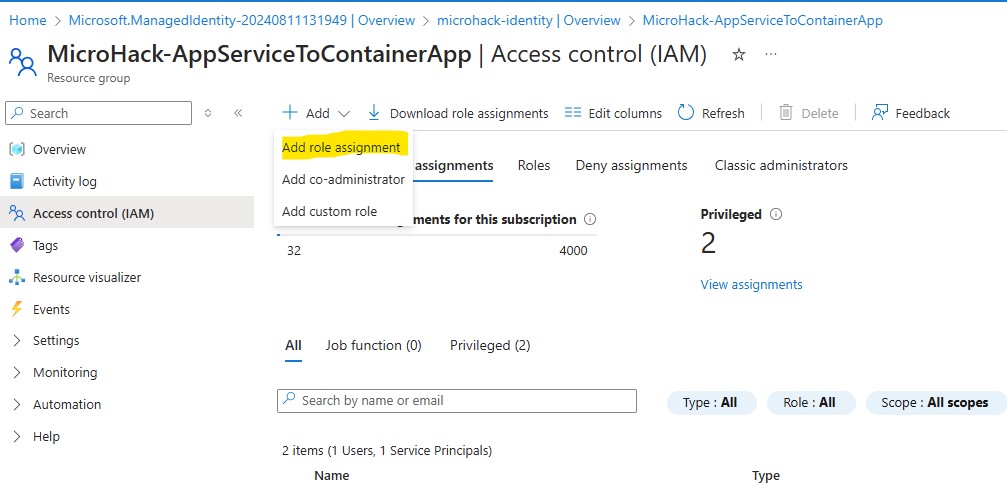 Home > Microsoft.ManagedIdentity-20240811131949 | Overview > microhack-identity | Overview > MicroHack-AppServiceToContainerApp
MicroHack-AppServiceToContainerApp | Access control (IAM)
Resource group
Search
Add
Download role assignments
Edit columns
Refresh
Delete
Feedback
Overview
Activity log
Access control (IAM)
Tags
Resource visualizer
Events
Settings
Monitoring
Automation
Help
Add role assignment
Add co-administrator
Add custom role
assignments
Roles
Deny assignments
Classic administrators
ments for this subscription
32
4000
Privileged
2
View assignments
All
Job function (0)
Privileged (2)
Search by name or email
Type : All
Role : All
Scope : All scopes
2 items (1 Users, 1 Service Principals)
Name
Type